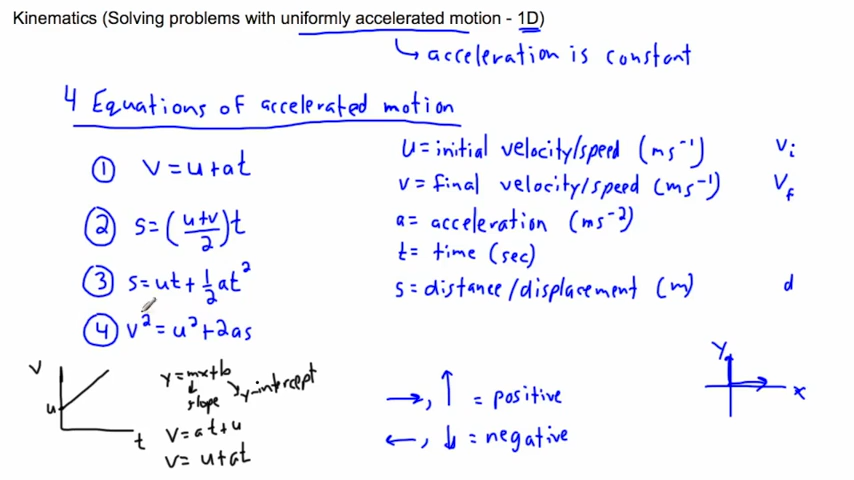 Kinematics (Solving problems with uniformly accelerated motion - 1D)
acceleration is constant
4 Equations of accelerated motion
① v = u + at
② s = (u+v/2)t
③ s = ut + 1/2 at²
④ v² = u² + 2as
u = initial velocity/speed (ms⁻¹) vᵢ
v = final velocity/speed (ms⁻¹) V_f
a = acceleration (ms⁻²)
t = time (sec)
s = distance/displacement (m) d
v
u
t
y = mx + b
slope
y-intercept
v = at + u
v = u + at
→, ↑ = positive
←, ↓ = negative
y
x